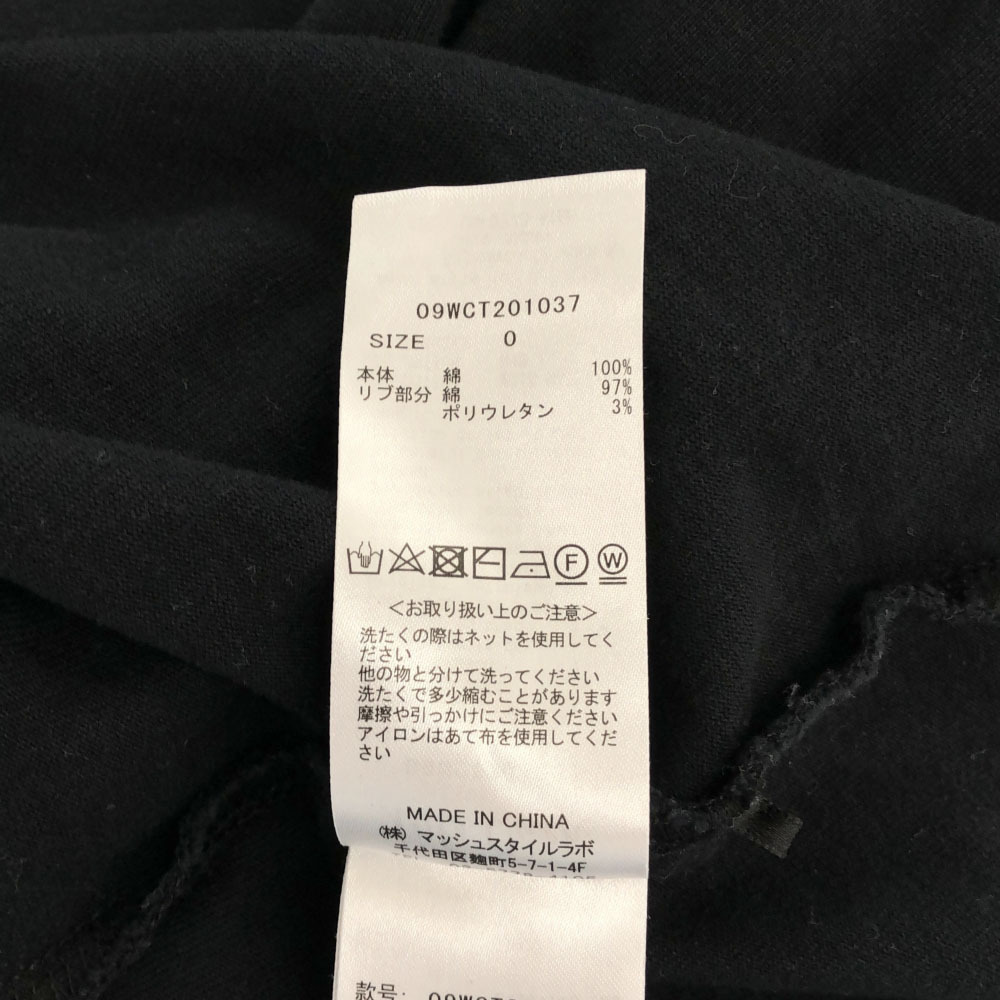 09WCT201037
SIZE 0
本体 綿 100%
リブ部分 綿 97%
ポリウレタン 3%
F W
＜お取り扱い上のご注意＞
洗たくの際はネットを使用してく
ださい
他の物と分けて洗ってください
洗たくで多少縮むことがあります
摩擦や引っかけにご注意ください
アイロンはあて布を使用してくだ
さい
MADE IN CHINA
(株) マッシュスタイルラボ
千代田区麹町5-7-1-4F
款号: